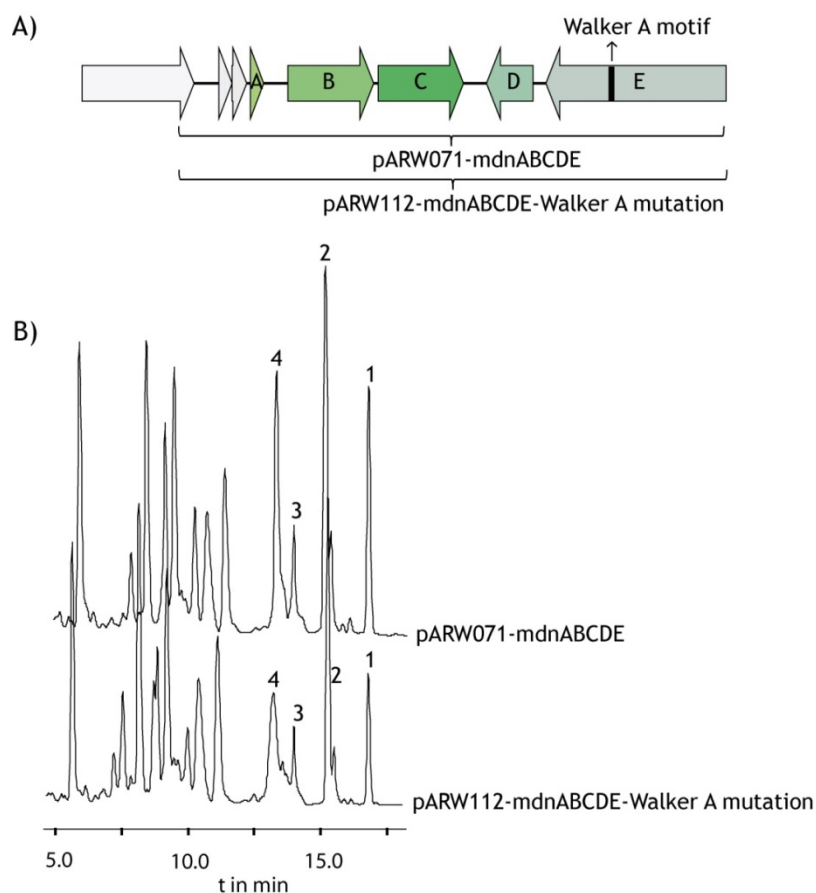 A)
Walker A motif
A
B
C
D
E
pARW071-mdnABCDE
pARW112-mdnABCDE-Walker A mutation
B)
2
4
1
3
pARW071-mdnABCDE
4
2
1
3
pARW112-mdnABCDE-Walker A mutation
5.0 10.0 15.0
t in min